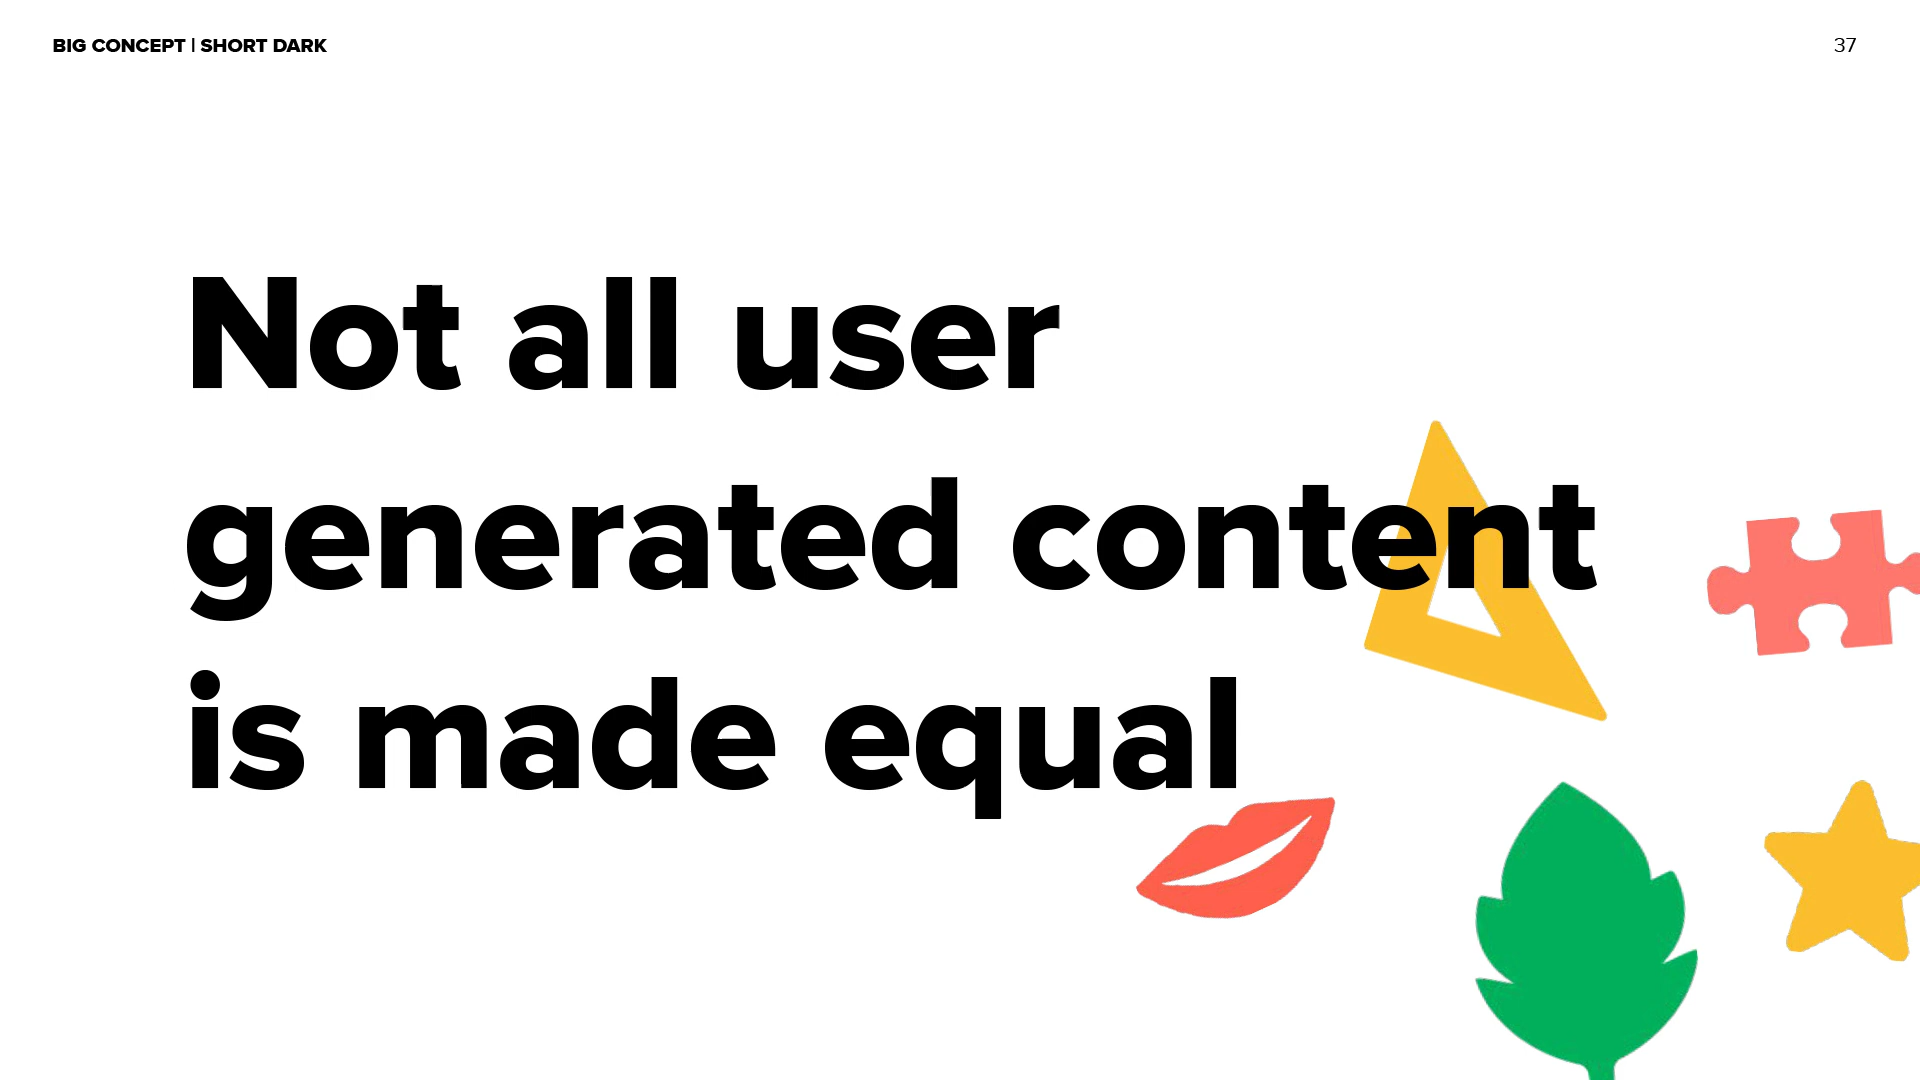 BIG CONCEPT | SHORT DARK
37
Not all user
generated content
is made equal